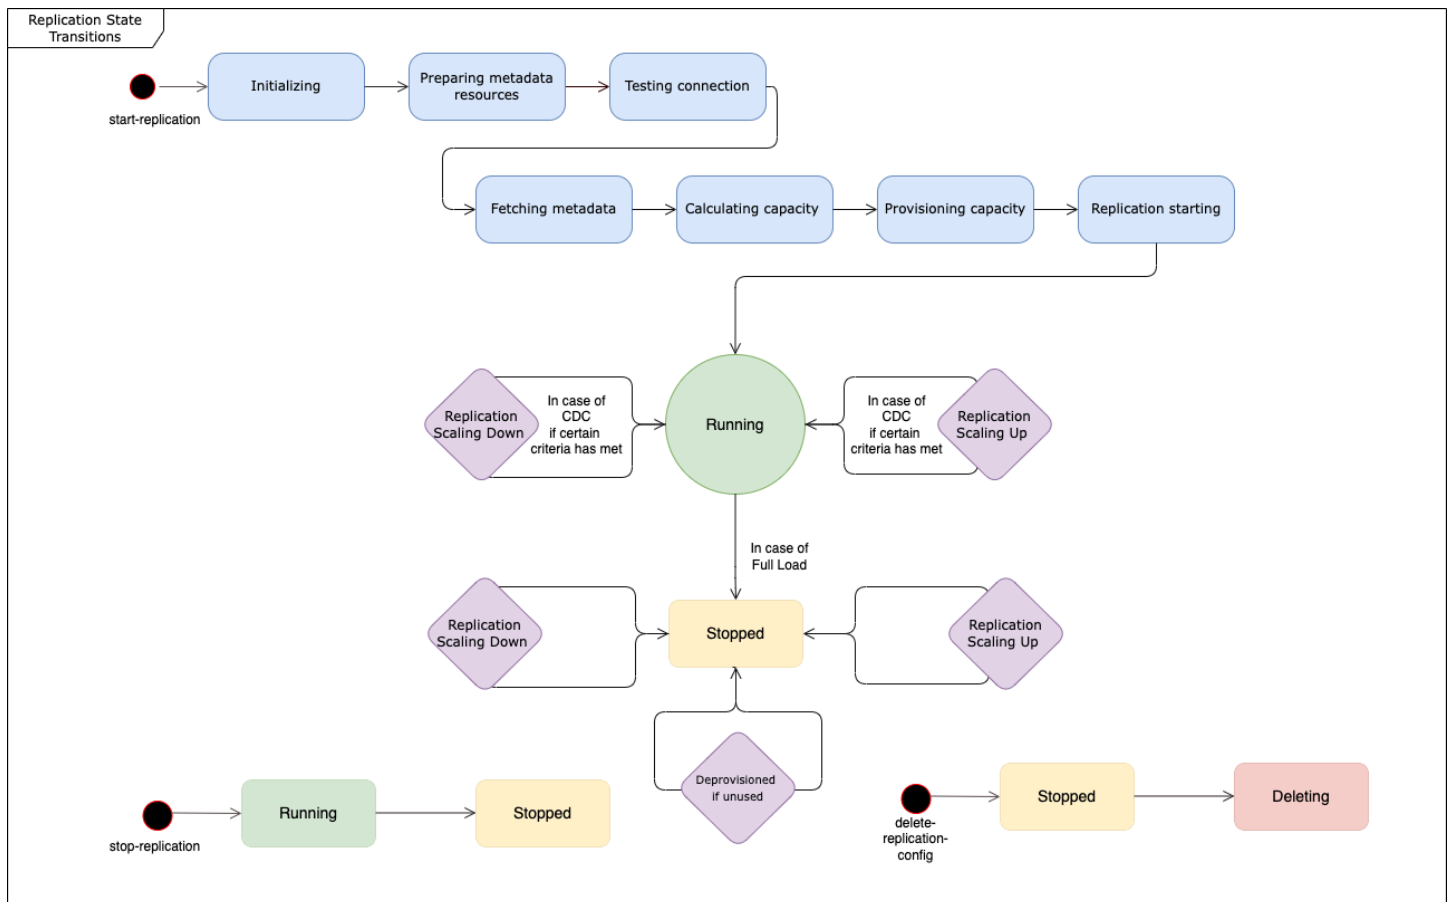 Replication State
Transitions
Initializing
Preparing metadata
resources
Testing connection
start-replication
Fetching metadata
Calculating capacity
Provisioning capacity
Replication starting
Replication
Scaling Down
In case of
CDC
if certain
criteria has met
Running
In case of
CDC
if certain
criteria has met
Replication
Scaling Up
In case of
Full Load
Replication
Scaling Down
Stopped
Replication
Scaling Up
Deprovisioned
if unused
stop-replication
Running
Stopped
delete-
replication-
config
Stopped
Deleting